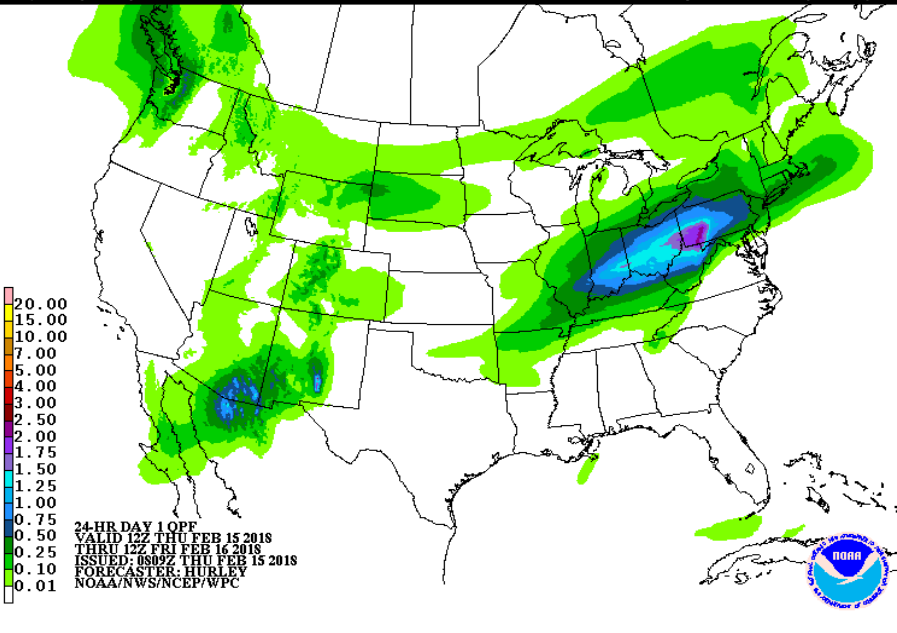 20.00
15.00
10.00
7.00
5.00
4.00
3.00
2.50
2.00
1.75
1.50
1.25
1.00
0.75
0.50
0.25
0.10
0.01
24-HR DAY 1 QPF
VALID 12Z THU FEB 15 2018
THRU 12Z FRI FEB 16 2018
ISSUED: 0809Z THU FEB 15 2018
FORECASTER: HURLEY
NOAA/NWS/NCEP/WPC
NOAA